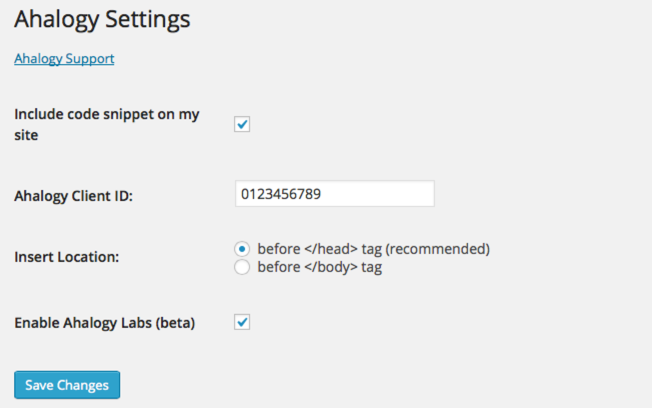 Ahalogy Settings
Ahalogy Support
Include code snippet on my
site
Ahalogy Client ID:
0123456789
Insert Location:
before </head> tag (recommended)
before </body> tag
Enable Ahalogy Labs (beta)
Save Changes